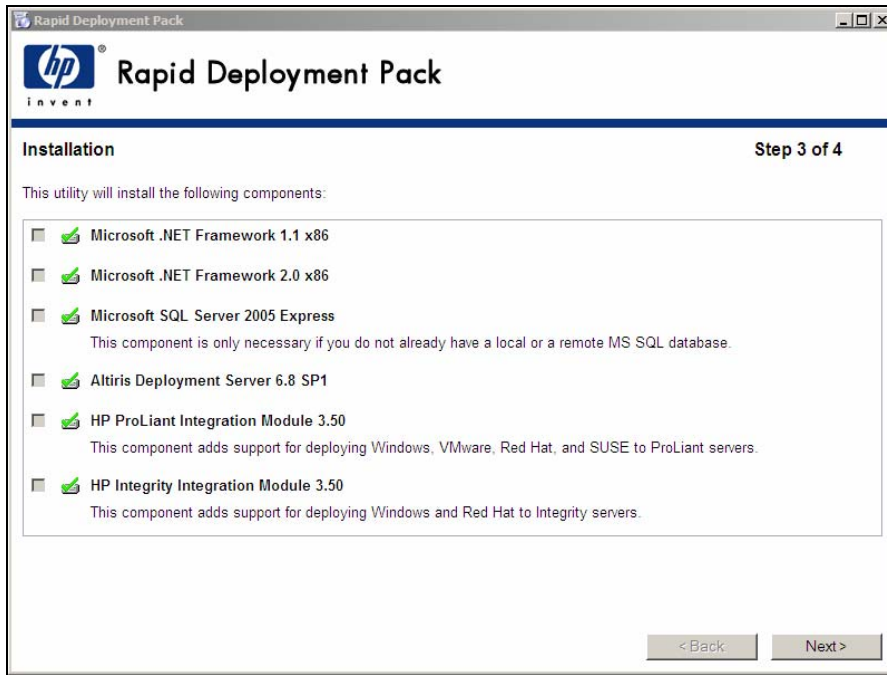 Rapid Deployment Pack
hp
®
invent
Rapid Deployment Pack
Installation
Step 3 of 4
This utility will install the following components:
Microsoft .NET Framework 1.1 x86
Microsoft .NET Framework 2.0 x86
Microsoft SQL Server 2005 Express
This component is only necessary if you do not already have a local or a remote MS SQL database.
Altiris Deployment Server 6.8 SP1
HP ProLiant Integration Module 3.50
This component adds support for deploying Windows, VMware, Red Hat, and SUSE to ProLiant servers.
HP Integrity Integration Module 3.50
This component adds support for deploying Windows and Red Hat to Integrity servers.
< Back
Next >